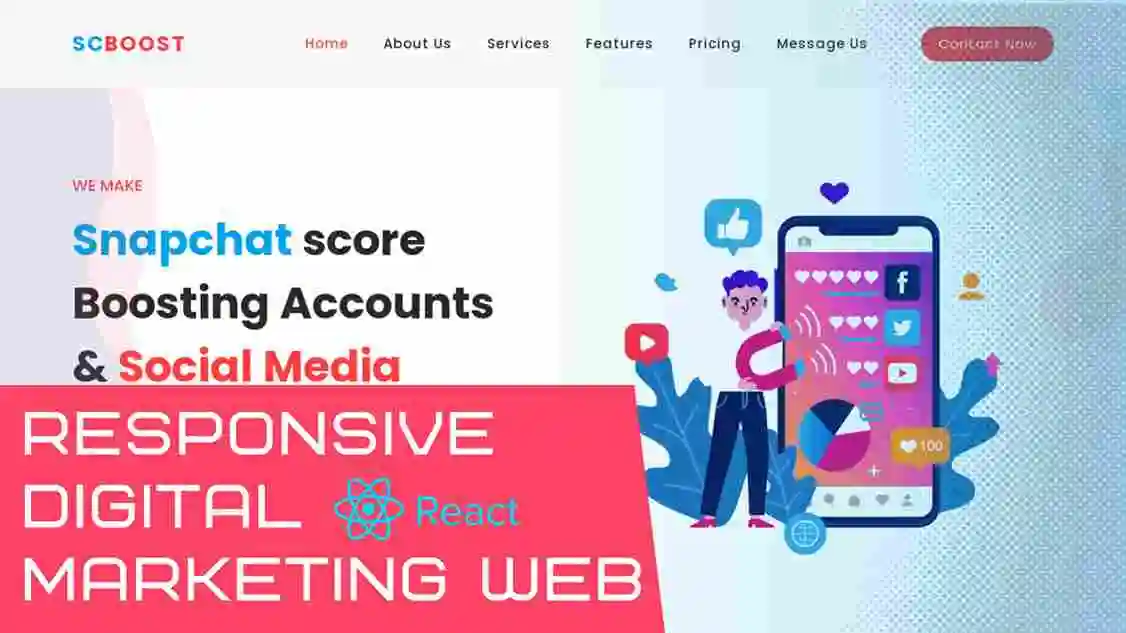 SCBOOST
Home About Us Services Features Pricing Message Us
Contact Now
WE MAKE
Snapchat score
Boosting Accounts
& Social Media
100
RESPONSIVE
DIGITAL
React
MARKETING WEB